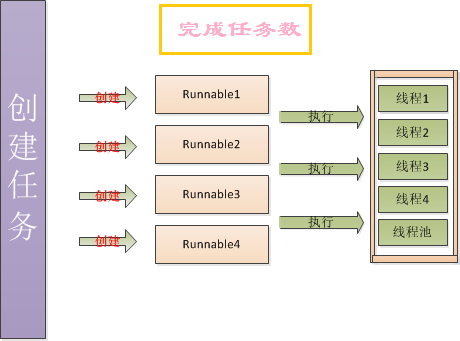 完成任务数
创建任务
创建
Runnable1
创建
Runnable2
创建
Runnable3
创建
Runnable4
执行
执行
执行
线程1
线程2
线程3
线程4
线程池